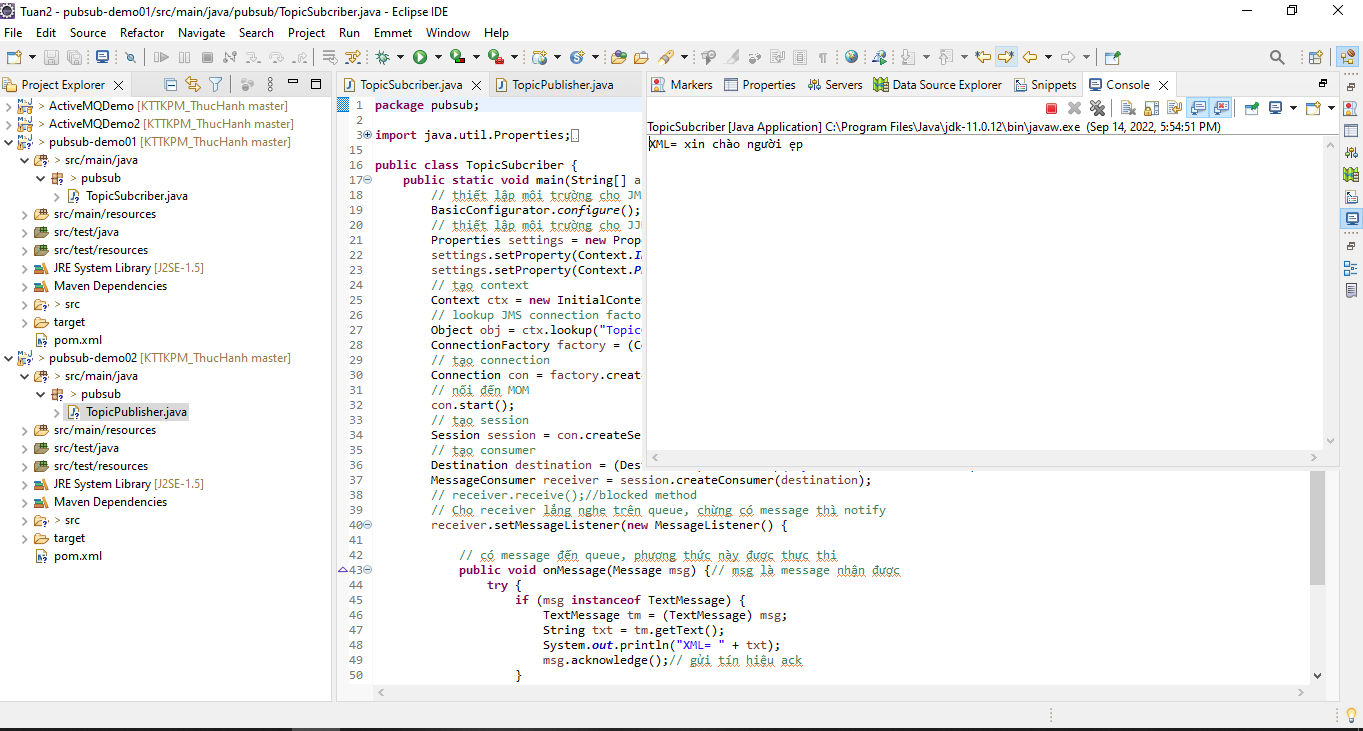 Tuan2 - pubsub-demo01/src/main/java/pubsub/TopicSubcriber.java - Eclipse IDE
File Edit Source Refactor Navigate Search Project Run Emmet Window Help
Project Explorer
> ActiveMQDemo [KTTKPM_ThucHanh master]
> ActiveMQDemo2 [KTTKPM_ThucHanh master]
> pubsub-demo01 [KTTKPM_ThucHanh master]
> src/main/java
> pubsub
TopicSubcriber.java
src/main/resources
src/test/java
src/test/resources
JRE System Library [J2SE-1.5]
Maven Dependencies
> src
target
pom.xml
> pubsub-demo02 [KTTKPM_ThucHanh master]
> src/main/java
> pubsub
TopicPublisher.java
src/main/resources
src/test/java
src/test/resources
JRE System Library [J2SE-1.5]
Maven Dependencies
> src
target
pom.xml
TopicSubcriber.java TopicPublisher.java
1 package pubsub;
2
3 import java.util.Properties;
15
16 public class TopicSubcriber {
17 public static void main(String[] a
18 // thiết lập môi trường cho JM
19 BasicConfigurator.configure();
20 // thiết lập môi trường cho JJ
21 Properties settings = new Prop
22 settings.setProperty(Context.I
23 settings.setProperty(Context.P
24 // tạo context
25 Context ctx = new InitialConte
26 // lookup JMS connection facto
27 Object obj = ctx.lookup("Topic
28 ConnectionFactory factory = (C
29 // tạo connection
30 Connection con = factory.creat
31 // nối đến MOM
32 con.start();
33 // tạo session
34 Session session = con.createSe
35 // tạo consumer
36 Destination destination = (Des
37 MessageConsumer receiver = session.createConsumer(destination);
38 // receiver.receive();//blocked method
39 // Cho receiver lắng nghe trên queue, chừng có message thì notify
40 receiver.setMessageListener(new MessageListener() {
41
42 // có message đến queue, phương thức này được thực thi
43 public void onMessage(Message msg) {// msg là message nhận được
44 try {
45 if (msg instanceof TextMessage) {
46 TextMessage tm = (TextMessage) msg;
47 String txt = tm.getText();
48 System.out.println("XML= " + txt);
49 msg.acknowledge();// gửi tín hiệu ack
50 }
Markers Properties Servers Data Source Explorer Snippets Console
TopicSubcriber [Java Application] C:\Program Files\Java\jdk-11.0.12\bin\javaw.exe (Sep 14, 2022, 5:54:51 PM)
XML= xin chào người ẹp